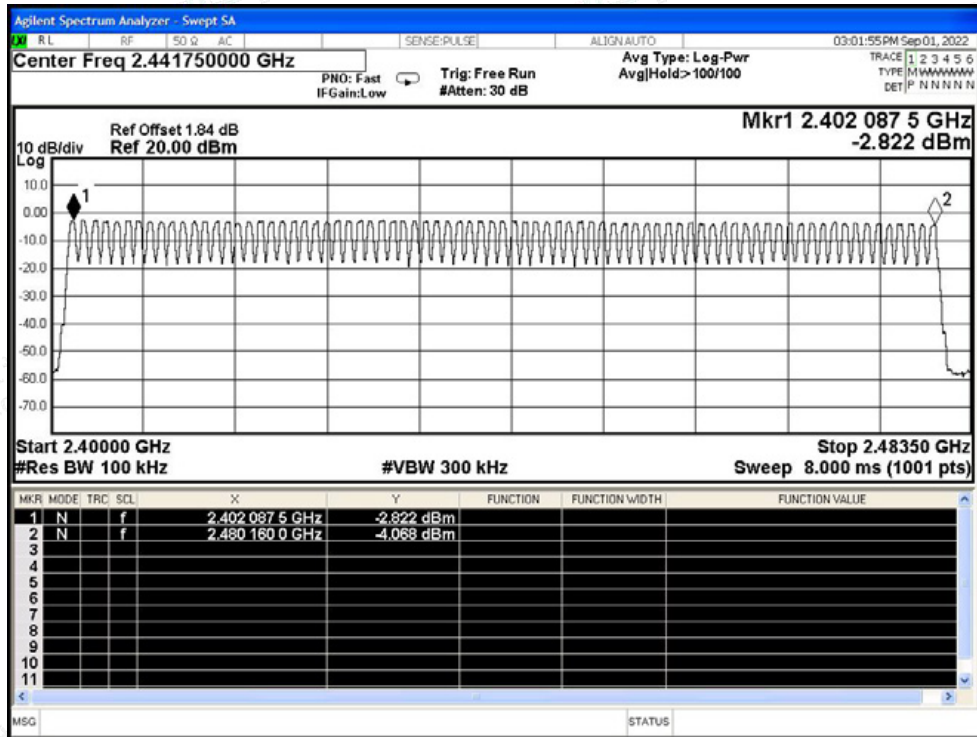 Agilent Spectrum Analyzer - Swept SA
RL RF 50 Ω AC SENSE:PULSE ALIGN AUTO 03:01:55 PM Sep 01, 2022
Center Freq 2.441750000 GHz
PNO: Fast
IFGain:Low
Trig: Free Run
#Atten: 30 dB
Avg Type: Log-Pwr
Avg|Hold:> 100/100
TRACE 1 2 3 4 5 6
TYPE M WWWWW
DET P N N N N N
Ref Offset 1.84 dB
10 dB/div Ref 20.00 dBm
Log
Mkr1 2.402 087 5 GHz
-2.822 dBm
10.0
0.00
-10.0
-20.0
-30.0
-40.0
-50.0
-60.0
-70.0
1
2
Start 2.40000 GHz Stop 2.48350 GHz
#Res BW 100 kHz #VBW 300 kHz Sweep 8.000 ms (1001 pts)
MKR MODE TRC SCL X Y FUNCTION FUNCTION WIDTH FUNCTION VALUE
1 N f 2.402 087 5 GHz -2.822 dBm
2 N f 2.480 160 0 GHz -4.068 dBm
3
4
5
6
7
8
9
10
11
MSG STATUS